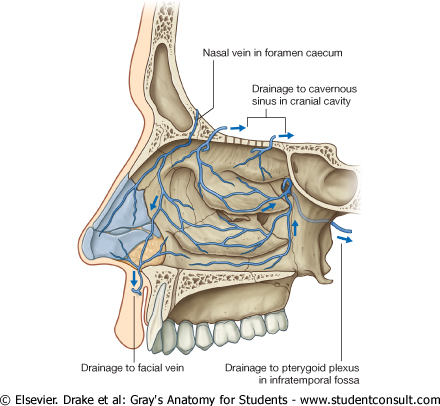 Nasal vein in foramen caecum
Drainage to cavernous
sinus in cranial cavity
Drainage to facial vein
Drainage to pterygoid plexus
in infratemporal fossa
© Elsevier. Drake et al: Gray's Anatomy for Students - www.studentconsult.com